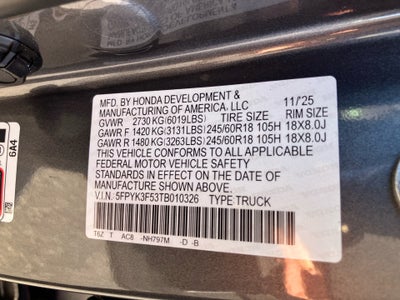 MFD. BY HONDA DEVELOPMENT &
MANUFACTURING OF AMERICA, LLC 11/'25
GVWR 2730 KG(6019LBS) TIRE SIZE RIM SIZE
GAWR F 1420 KG(3131LBS) 245/60R18 105H 18X8.0J
GAWR R 1480 KG(3263LBS) 245/60R18 105H 18X8.0J
THIS VEHICLE CONFORMS TO ALL APPLICABLE
FEDERAL MOTOR VEHICLE SAFETY
STANDARDS IN EFFECT ON THE DATE OF
MANUFACTURE SHOWN ABOVE.
V.I.N. 5FPYK3F53TB010326 TYPE TRUCK
T6Z T AC8 -NH797M -D -B
6A4